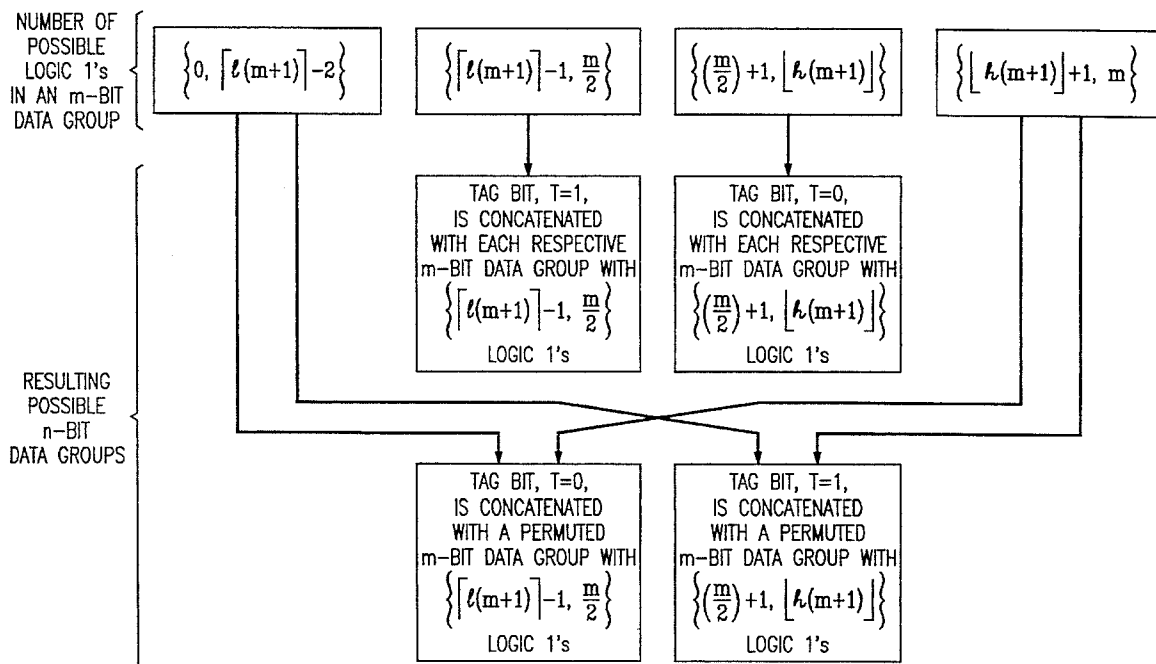 NUMBER OF
POSSIBLE
LOGIC 1's
IN AN m-BIT
DATA GROUP
{0, ⌈ℓ(m+1)⌉-2}
{⌈ℓ(m+1)⌉-1, m/2}
{(m/2)+1, ⌊h(m+1)⌋}
{⌊h(m+1)⌋+1, m}
RESULTING
POSSIBLE
n-BIT
DATA GROUPS
TAG BIT, T=1,
IS CONCATENATED
WITH EACH RESPECTIVE
m-BIT DATA GROUP WITH
{⌈ℓ(m+1)⌉-1, m/2}
LOGIC 1's
TAG BIT, T=0,
IS CONCATENATED
WITH EACH RESPECTIVE
m-BIT DATA GROUP WITH
{(m/2)+1, ⌊h(m+1)⌋}
LOGIC 1's
TAG BIT, T=0,
IS CONCATENATED
WITH A PERMUTED
m-BIT DATA GROUP WITH
{⌈ℓ(m+1)⌉-1, m/2}
LOGIC 1's
TAG BIT, T=1,
IS CONCATENATED
WITH A PERMUTED
m-BIT DATA GROUP WITH
{(m/2)+1, ⌊h(m+1)⌋}
LOGIC 1's